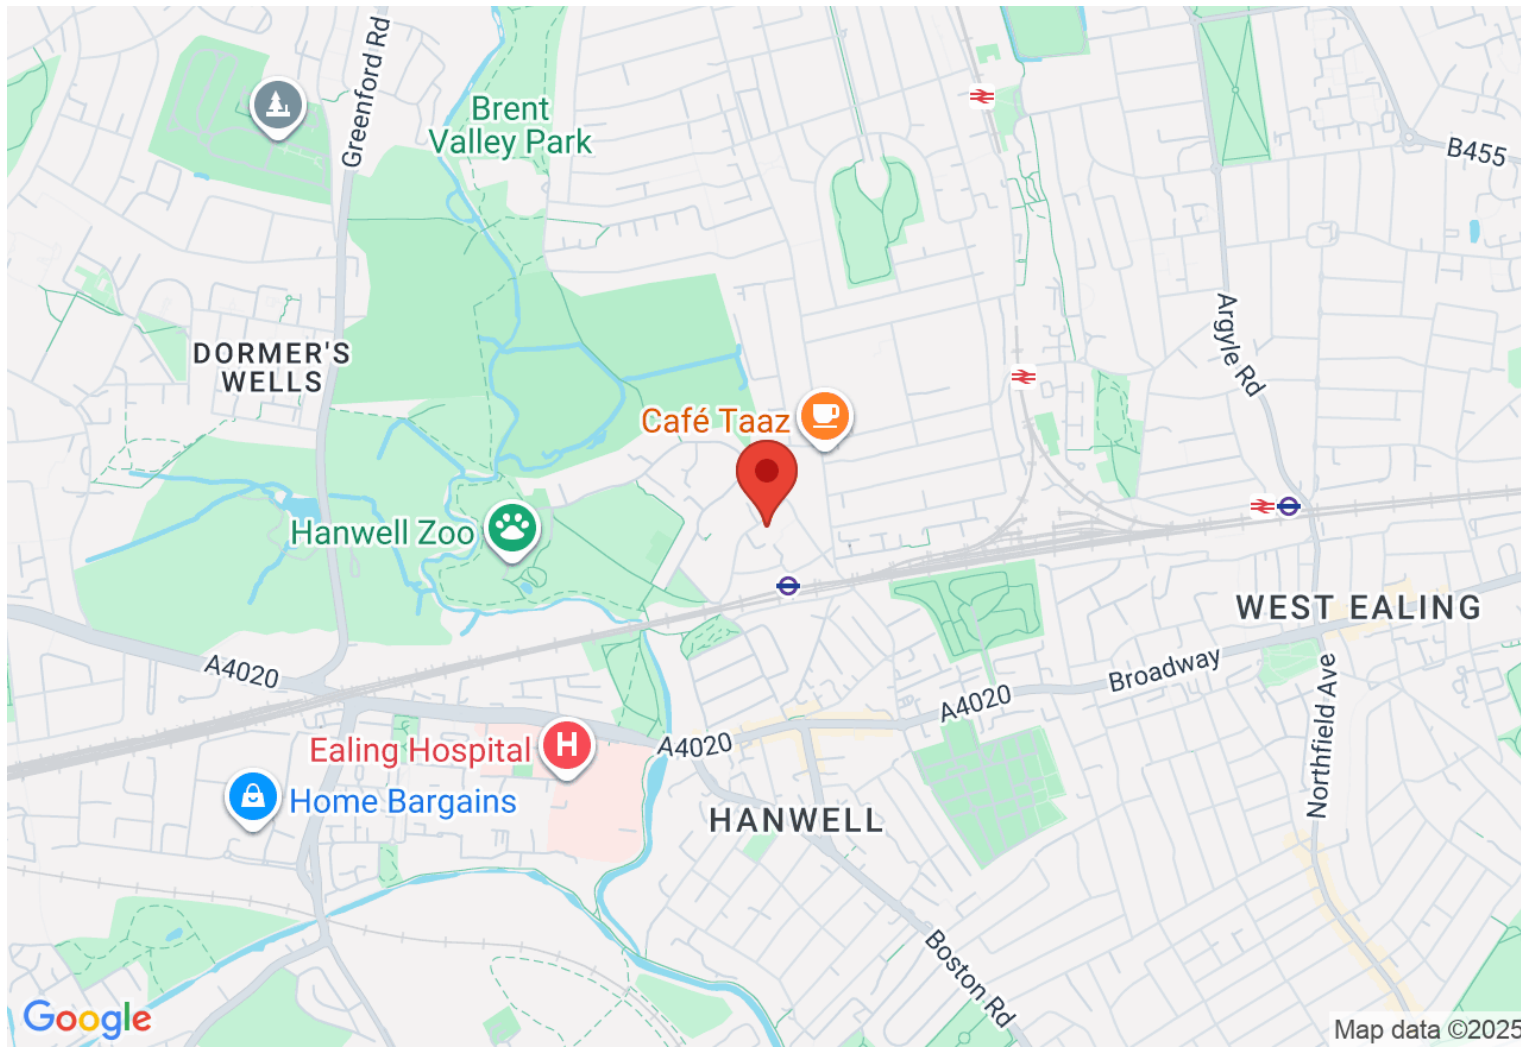 Greenford Rd
Brent
Valley Park
B455
DORMER'S
WELLS
Argyle Rd
Café Taaz
Hanwell Zoo
WEST EALING
A4020
Broadway
A4020
Northfield Ave
Ealing Hospital
H
A4020
Home Bargains
HANWELL
Boston Rd
Google
Map data ©2025